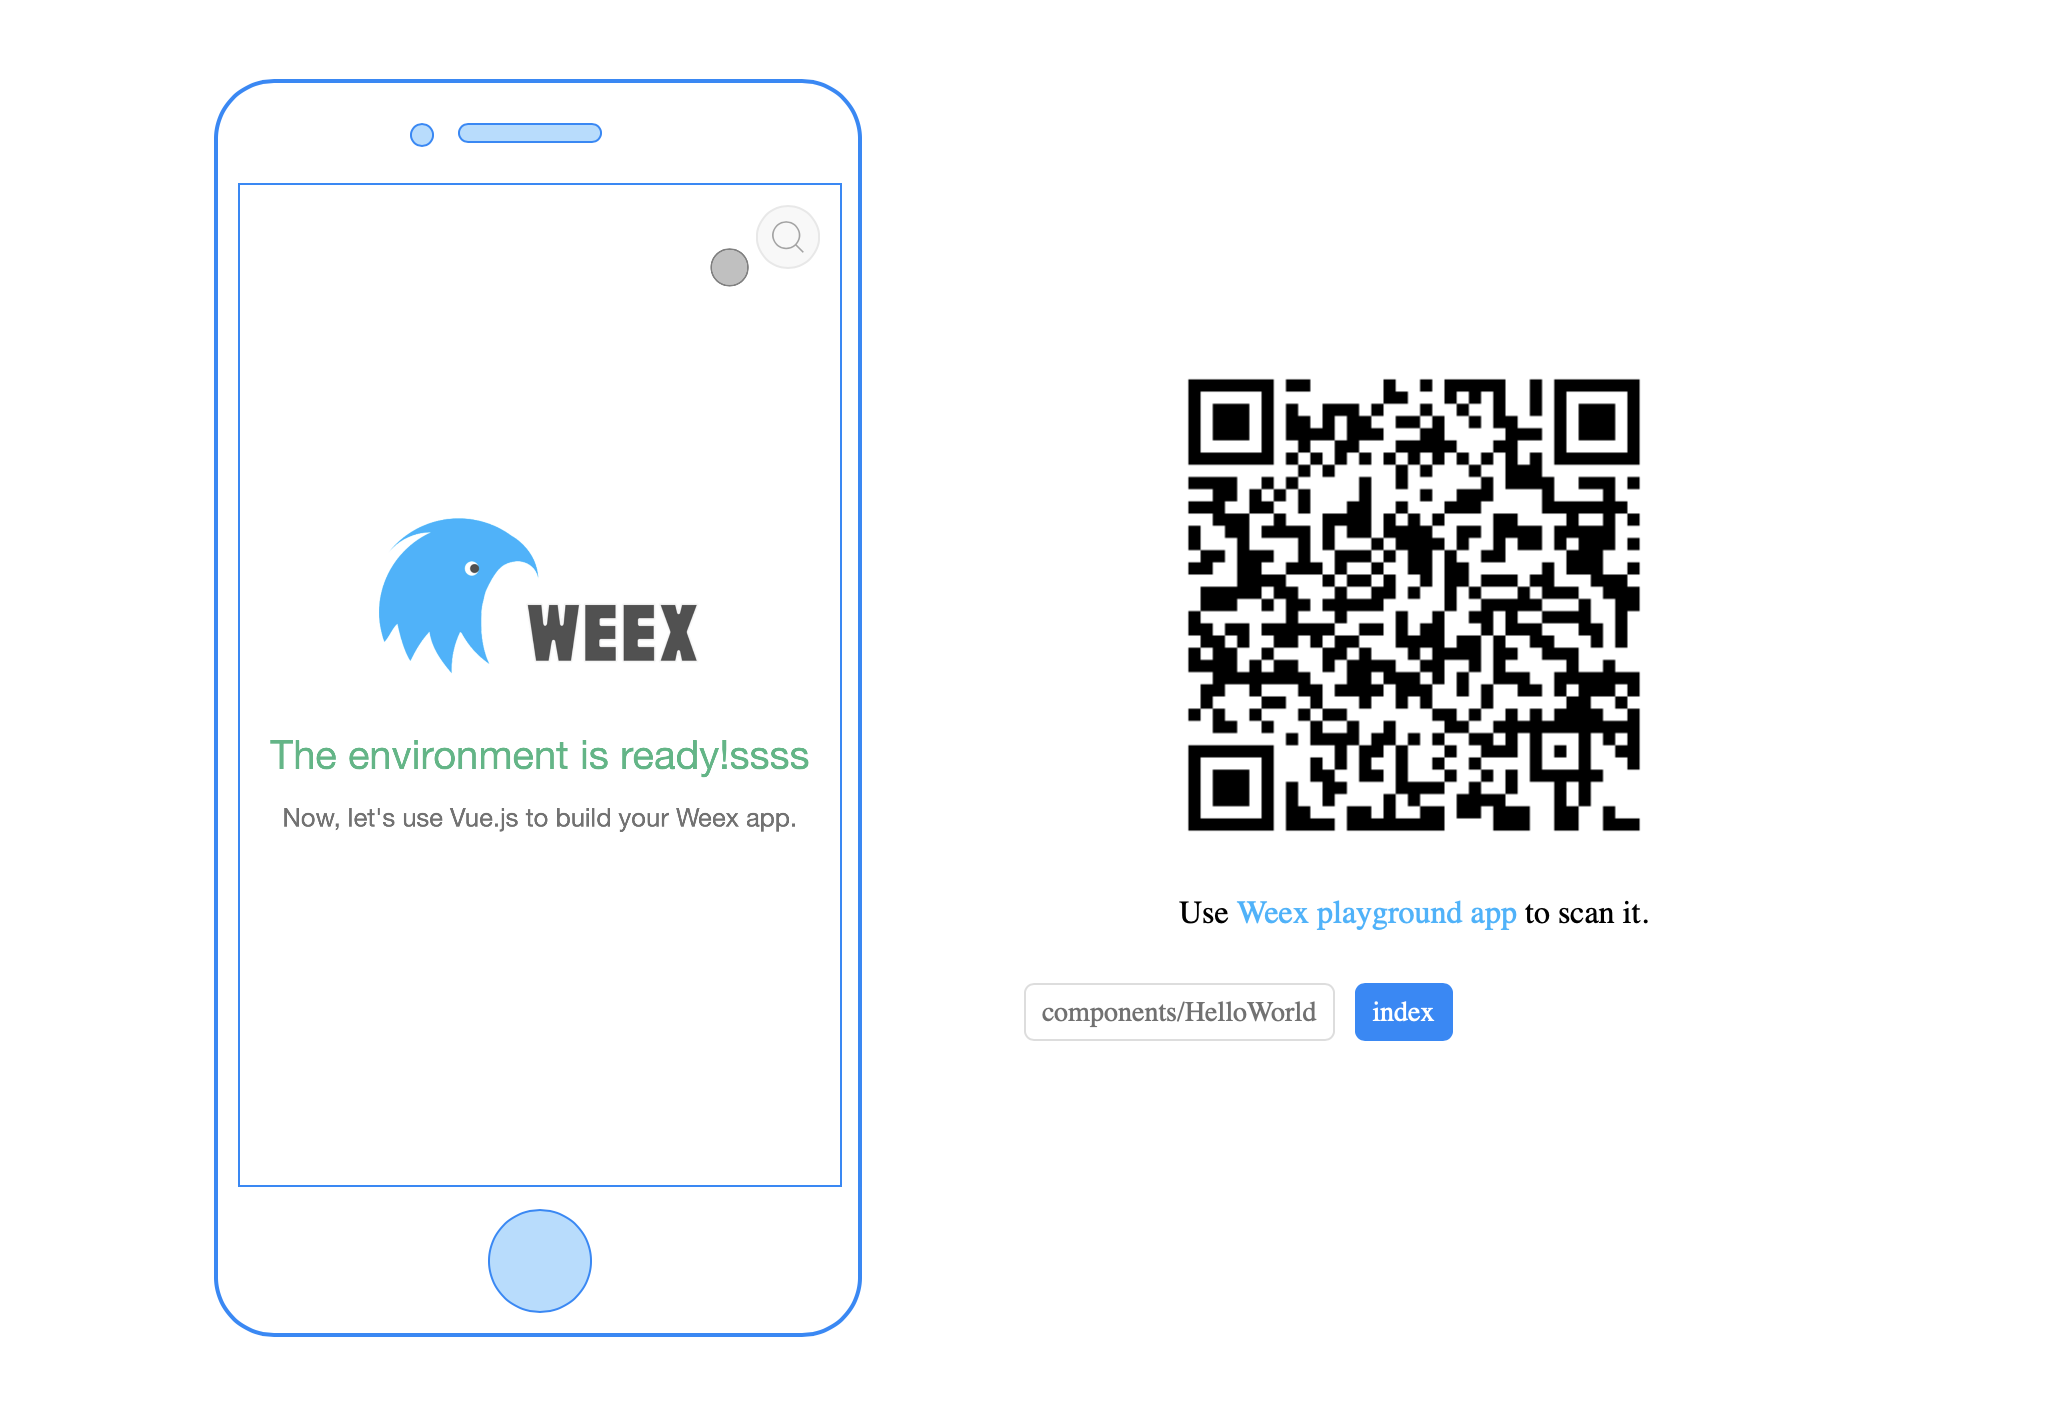 WEEX
The environment is ready!ssss
Now, let's use Vue.js to build your Weex app.
Use Weex playground app to scan it.
components/HelloWorld
index